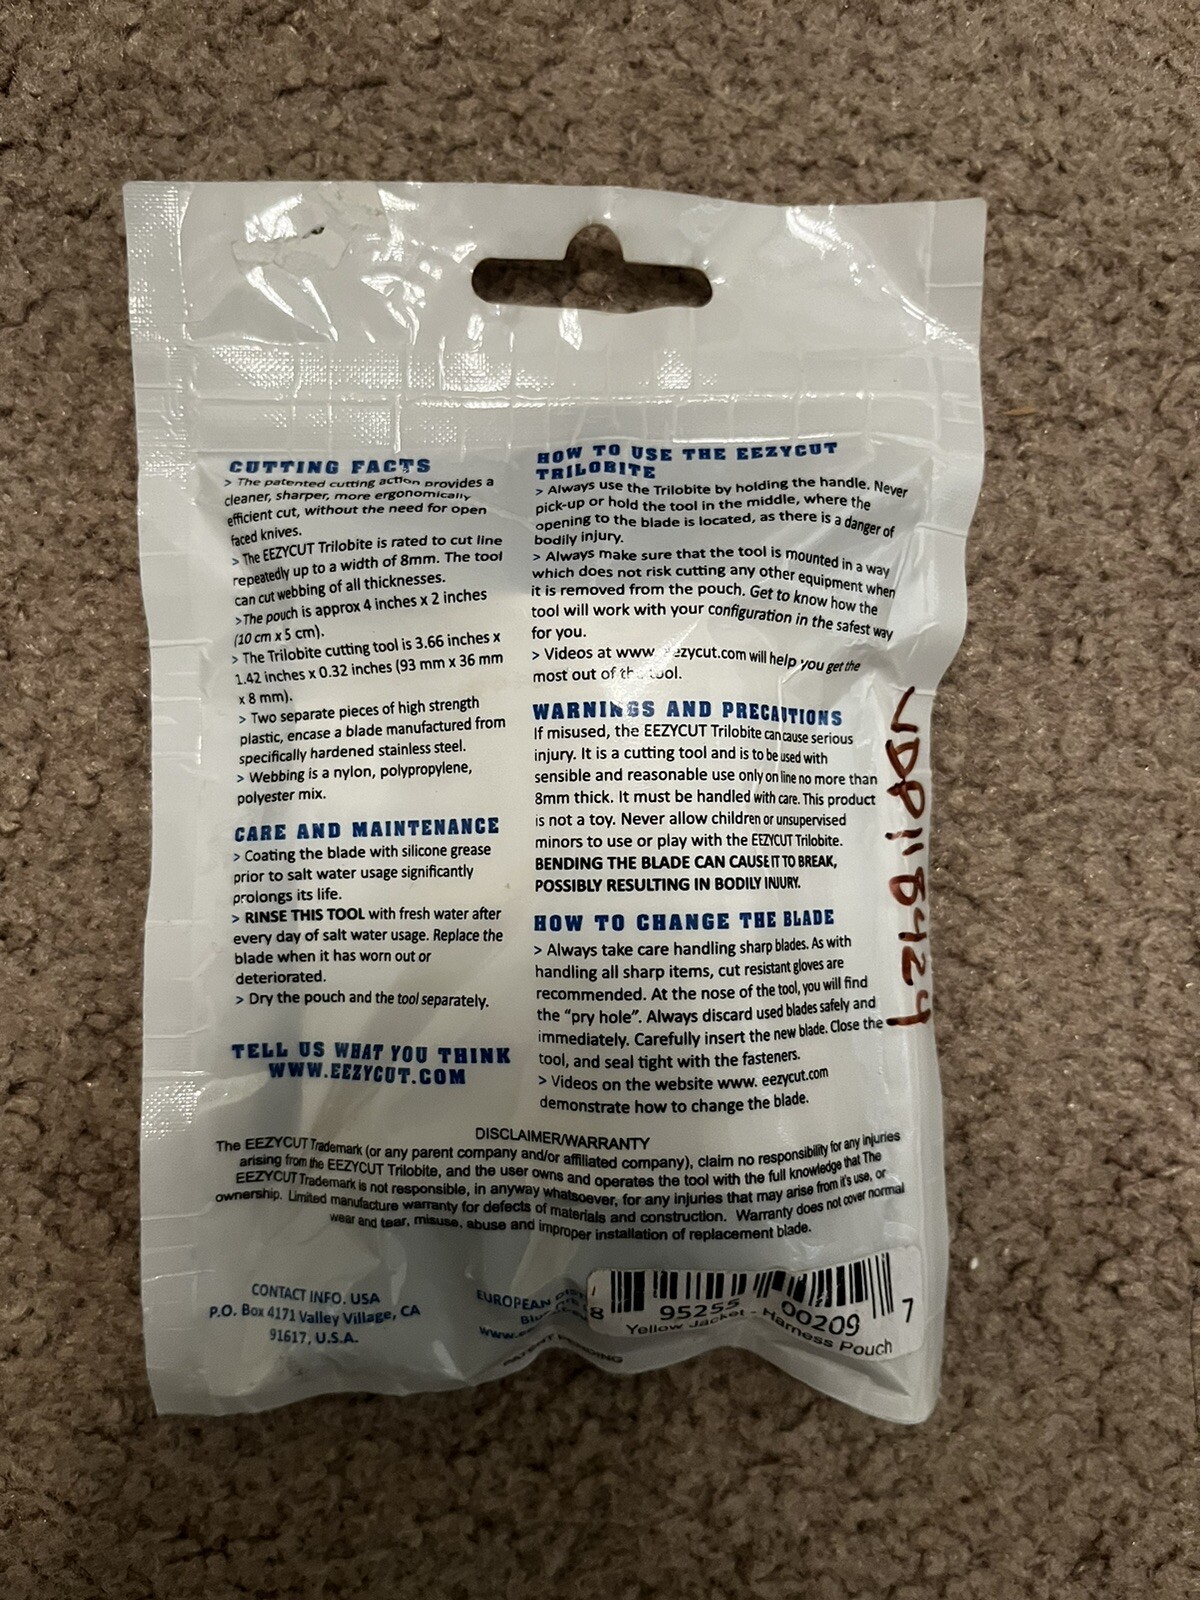 CUTTING FACTS
> The patented cutting action provides a
cleaner, sharper, more ergonomically
efficient cut, without the need for open
faced knives.
> The EEZYCUT Trilobite is rated to cut line
repeatedly up to a width of 8mm. The tool
can cut webbing of all thicknesses.
>The pouch is approx 4 inches x 2 inches
(10 cm x 5 cm).
> The Trilobite cutting tool is 3.66 inches x
1.42 inches x 0.32 inches (93 mm x 36 mm
x 8 mm).
> Two separate pieces of high strength
plastic, encase a blade manufactured from
specifically hardened stainless steel.
> Webbing is a nylon, polypropylene,
polyester mix.
CARE AND MAINTENANCE
> Coating the blade with silicone grease
prior to salt water usage significantly
prolongs its life.
> RINSE THIS TOOL with fresh water after
every day of salt water usage. Replace the
blade when it has worn out or
deteriorated.
> Dry the pouch and the tool separately.
TELL US WHAT YOU THINK
WWW.EEZYCUT.COM
HOW TO USE THE EEZYCUT
TRILOBITE
> Always use the Trilobite by holding the handle. Never
pick-up or hold the tool in the middle, where the
opening to the blade is located, as there is a danger of
bodily injury.
> Always make sure that the tool is mounted in a way
which does not risk cutting any other equipment when
it is removed from the pouch. Get to know how the
tool will work with your configuration in the safest way
for you.
> Videos at www. eezycut.com will help you get the
most out of the tool.
WARNINGS AND PRECAUTIONS
If misused, the EEZYCUT Trilobite can cause serious
injury. It is a cutting tool and is to be used with
sensible and reasonable use only on line no more than
8mm thick. It must be handled with care. This product
is not a toy. Never allow children or unsupervised
minors to use or play with the EEZYCUT Trilobite.
BENDING THE BLADE CAN CAUSE IT TO BREAK,
POSSIBLY RESULTING IN BODILY INJURY.
HOW TO CHANGE THE BLADE
> Always take care handling sharp blades. As with
handling all sharp items, cut resistant gloves are
recommended. At the nose of the tool, you will find
the “pry hole”. Always discard used blades safely and
immediately. Carefully insert the new blade. Close the
tool, and seal tight with the fasteners.
> Videos on the website www. eezycut.com
demonstrate how to change the blade.
DISCLAIMER/WARRANTY
The EEZYCUT Trademark (or any parent company and/or affiliated company), claim no responsibility for any injuries
arising from the EEZYCUT Trilobite, and the user owns and operates the tool with the full knowledge that The
EEZYCUT Trademark is not responsible, in anyway whatsoever, for any injuries that may arise from it's use, or
ownership. Limited manufacture warranty for defects of materials and construction. Warranty does not cover normal
wear and tear, misuse, abuse and improper installation of replacement blade.
CONTACT INFO. USA
P.O. Box 4171 Valley Village, CA
91617, U.S.A.
EUROPEAN
PATENT PENDING
8 95255 00209 7
Yellow Jacket - Harness Pouch